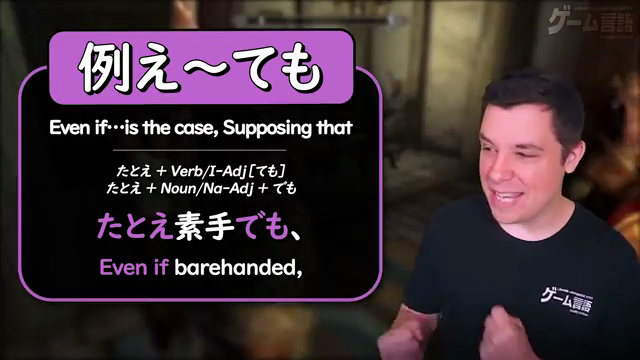 ゲーム言語
例え～ても
Even if…is the case, Supposing that
たとえ + Verb/I-Adj[ても]
たとえ + Noun/Na-Adj + でも
たとえ素手でも、
Even if barehanded,
ゲーム言語